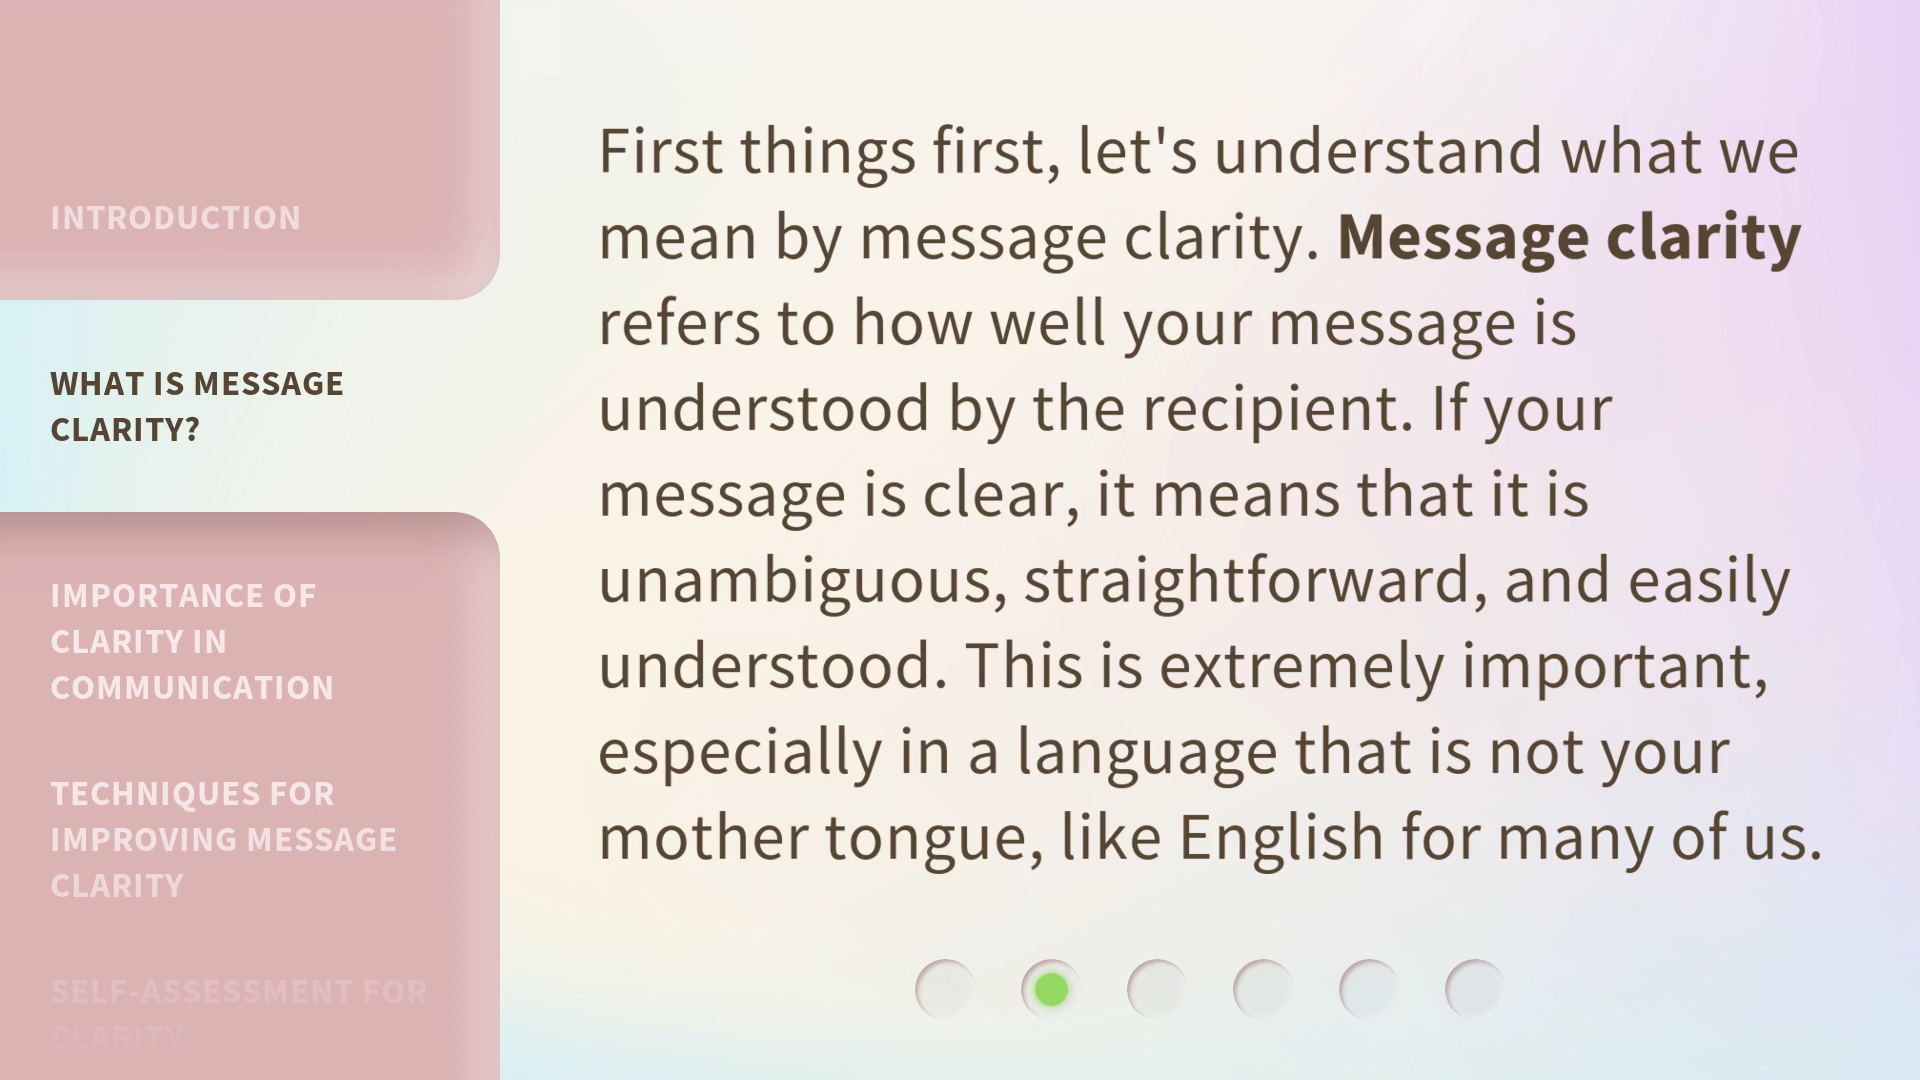 INTRODUCTION
WHAT IS MESSAGE
CLARITY?
IMPORTANCE OF
CLARITY IN
COMMUNICATION
TECHNIQUES FOR
IMPROVING MESSAGE
CLARITY
SELF-ASSESSMENT FOR
CLARITY
First things first, let's understand what we
mean by message clarity. Message clarity
refers to how well your message is
understood by the recipient. If your
message is clear, it means that it is
unambiguous, straightforward, and easily
understood. This is extremely important,
especially in a language that is not your
mother tongue, like English for many of us.